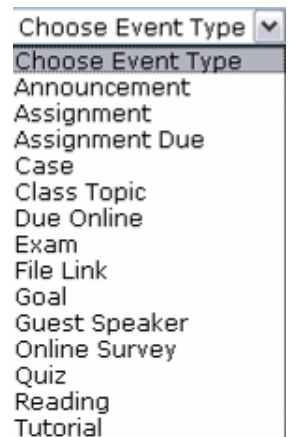 Choose Event Type
Choose Event Type
Announcement
Assignment
Assignment Due
Case
Class Topic
Due Online
Exam
File Link
Goal
Guest Speaker
Online Survey
Quiz
Reading
Tutorial